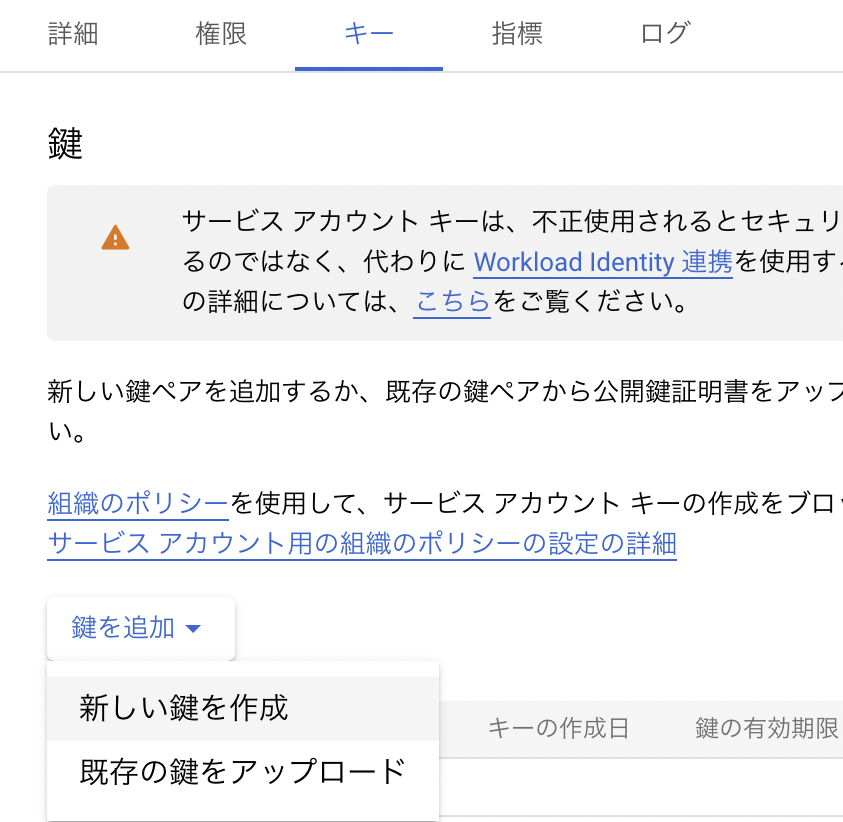 詳細 権限 キー 指標 ログ
鍵
サービス アカウント キーは、不正使用されるとセキュリ
るのではなく、代わりに Workload Identity 連携を使用す
の詳細については、こちらをご覧ください。
新しい鍵ペアを追加するか、既存の鍵ペアから公開鍵証明書をアップ
い。
組織のポリシーを使用して、サービス アカウント キーの作成をブロッ
サービス アカウント用の組織のポリシーの設定の詳細
鍵を追加
新しい鍵を作成
キーの作成日 鍵の有効期限
既存の鍵をアップロード